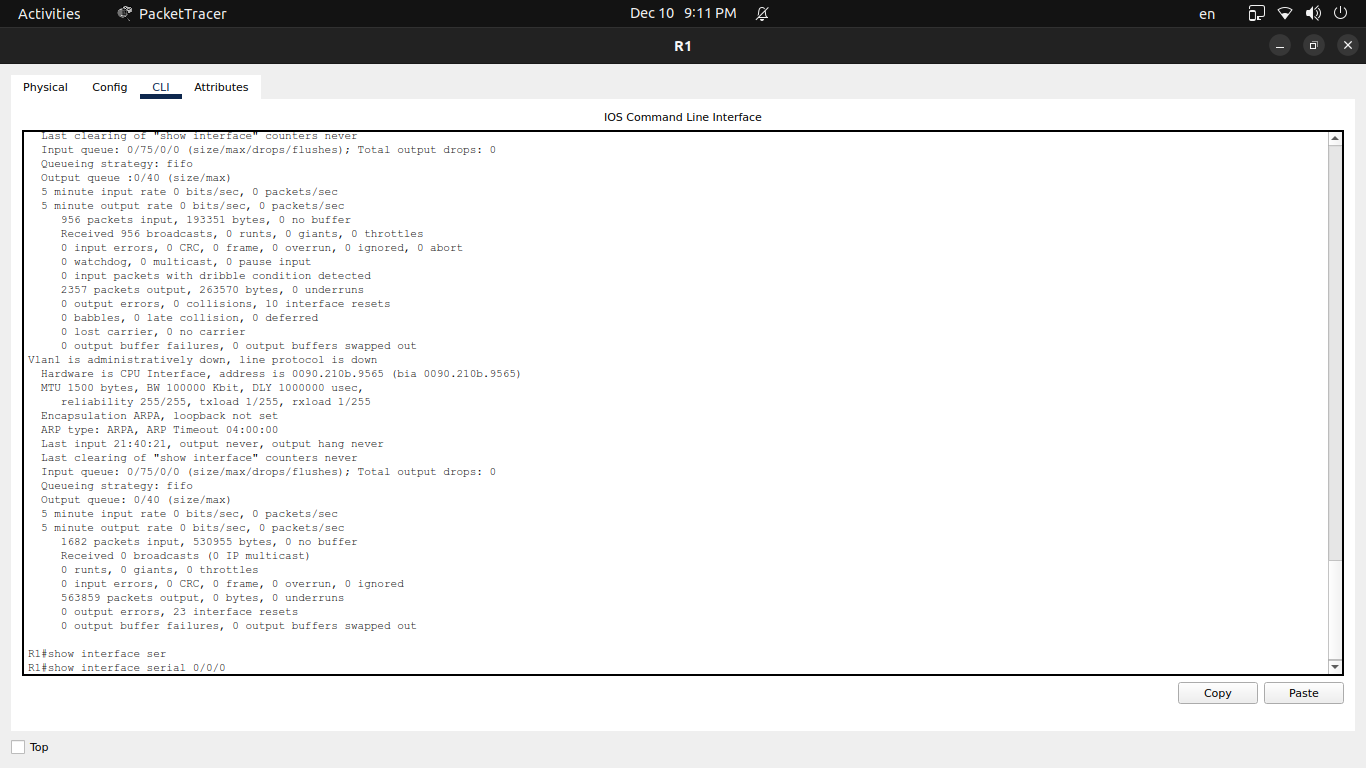 Activities
PacketTracer
Dec 10 9:11 PM
en
R1
Physical
Config
CLI
Attributes
IOS Command Line Interface
Last clearing of "show interface" counters never
Input queue: 0/75/0/0 (size/max/drops/flushes); Total output drops: 0
Queueing strategy: fifo
Output queue :0/40 (size/max)
5 minute input rate 0 bits/sec, 0 packets/sec
5 minute output rate 0 bits/sec, 0 packets/sec
956 packets input, 193351 bytes, 0 no buffer
Received 956 broadcasts, 0 runts, 0 giants, 0 throttles
0 input errors, 0 CRC, 0 frame, 0 overrun, 0 ignored, 0 abort
0 watchdog, 0 multicast, 0 pause input
0 input packets with dribble condition detected
2357 packets output, 263570 bytes, 0 underruns
0 output errors, 0 collisions, 10 interface resets
0 babbles, 0 late collision, 0 deferred
0 lost carrier, 0 no carrier
0 output buffer failures, 0 output buffers swapped out
Vlan1 is administratively down, line protocol is down
Hardware is CPU Interface, address is 0090.210b.9565 (bia 0090.210b.9565)
MTU 1500 bytes, BW 100000 Kbit, DLY 1000000 usec,
reliability 255/255, txload 1/255, rxload 1/255
Encapsulation ARPA, loopback not set
ARP type: ARPA, ARP Timeout 04:00:00
Last input 21:40:21, output never, output hang never
Last clearing of "show interface" counters never
Input queue: 0/75/0/0 (size/max/drops/flushes); Total output drops: 0
Queueing strategy: fifo
Output queue: 0/40 (size/max)
5 minute input rate 0 bits/sec, 0 packets/sec
5 minute output rate 0 bits/sec, 0 packets/sec
1682 packets input, 530955 bytes, 0 no buffer
Received 0 broadcasts (0 IP multicast)
0 runts, 0 giants, 0 throttles
0 input errors, 0 CRC, 0 frame, 0 overrun, 0 ignored
563859 packets output, 0 bytes, 0 underruns
0 output errors, 23 interface resets
0 output buffer failures, 0 output buffers swapped out
R1#show interface ser
R1#show interface serial 0/0/0
Copy
Paste
Top